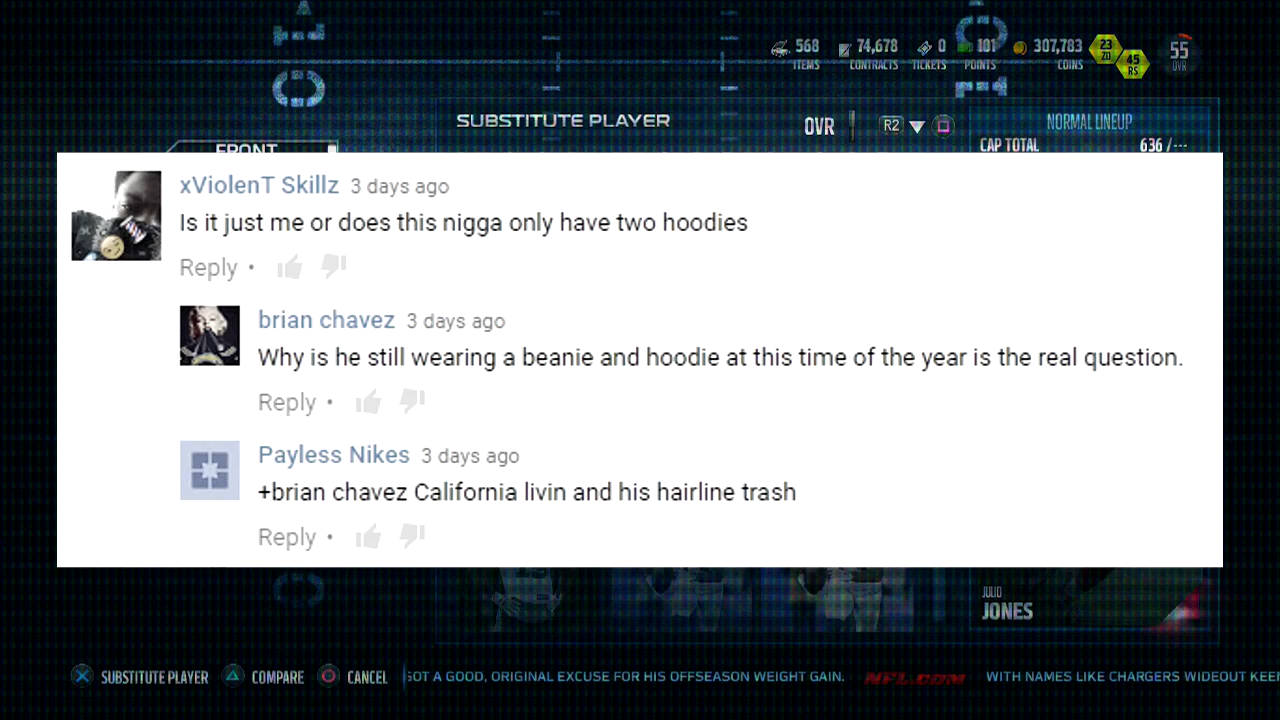 568 ITEMS
74,678 CONTRACTS
0 TICKETS
101 POINTS
307,783 COINS
23
45 RS
55 OVR
SUBSTITUTE PLAYER
OVR
R2
NORMAL LINEUP
FRONT
CAP TOTAL 636 /---
xViolenT Skillz 3 days ago
Is it just me or does this nigga only have two hoodies
Reply •
brian chavez 3 days ago
Why is he still wearing a beanie and hoodie at this time of the year is the real question.
Reply •
Payless Nikes 3 days ago
+brian chavez California livin and his hairline trash
Reply •
JULIO
JONES
SUBSTITUTE PLAYER COMPARE CANCEL GOT A GOOD, ORIGINAL EXCUSE FOR HIS OFFSEASON WEIGHT GAIN. NFL.COM WITH NAMES LIKE CHARGERS WIDEOUT KEE